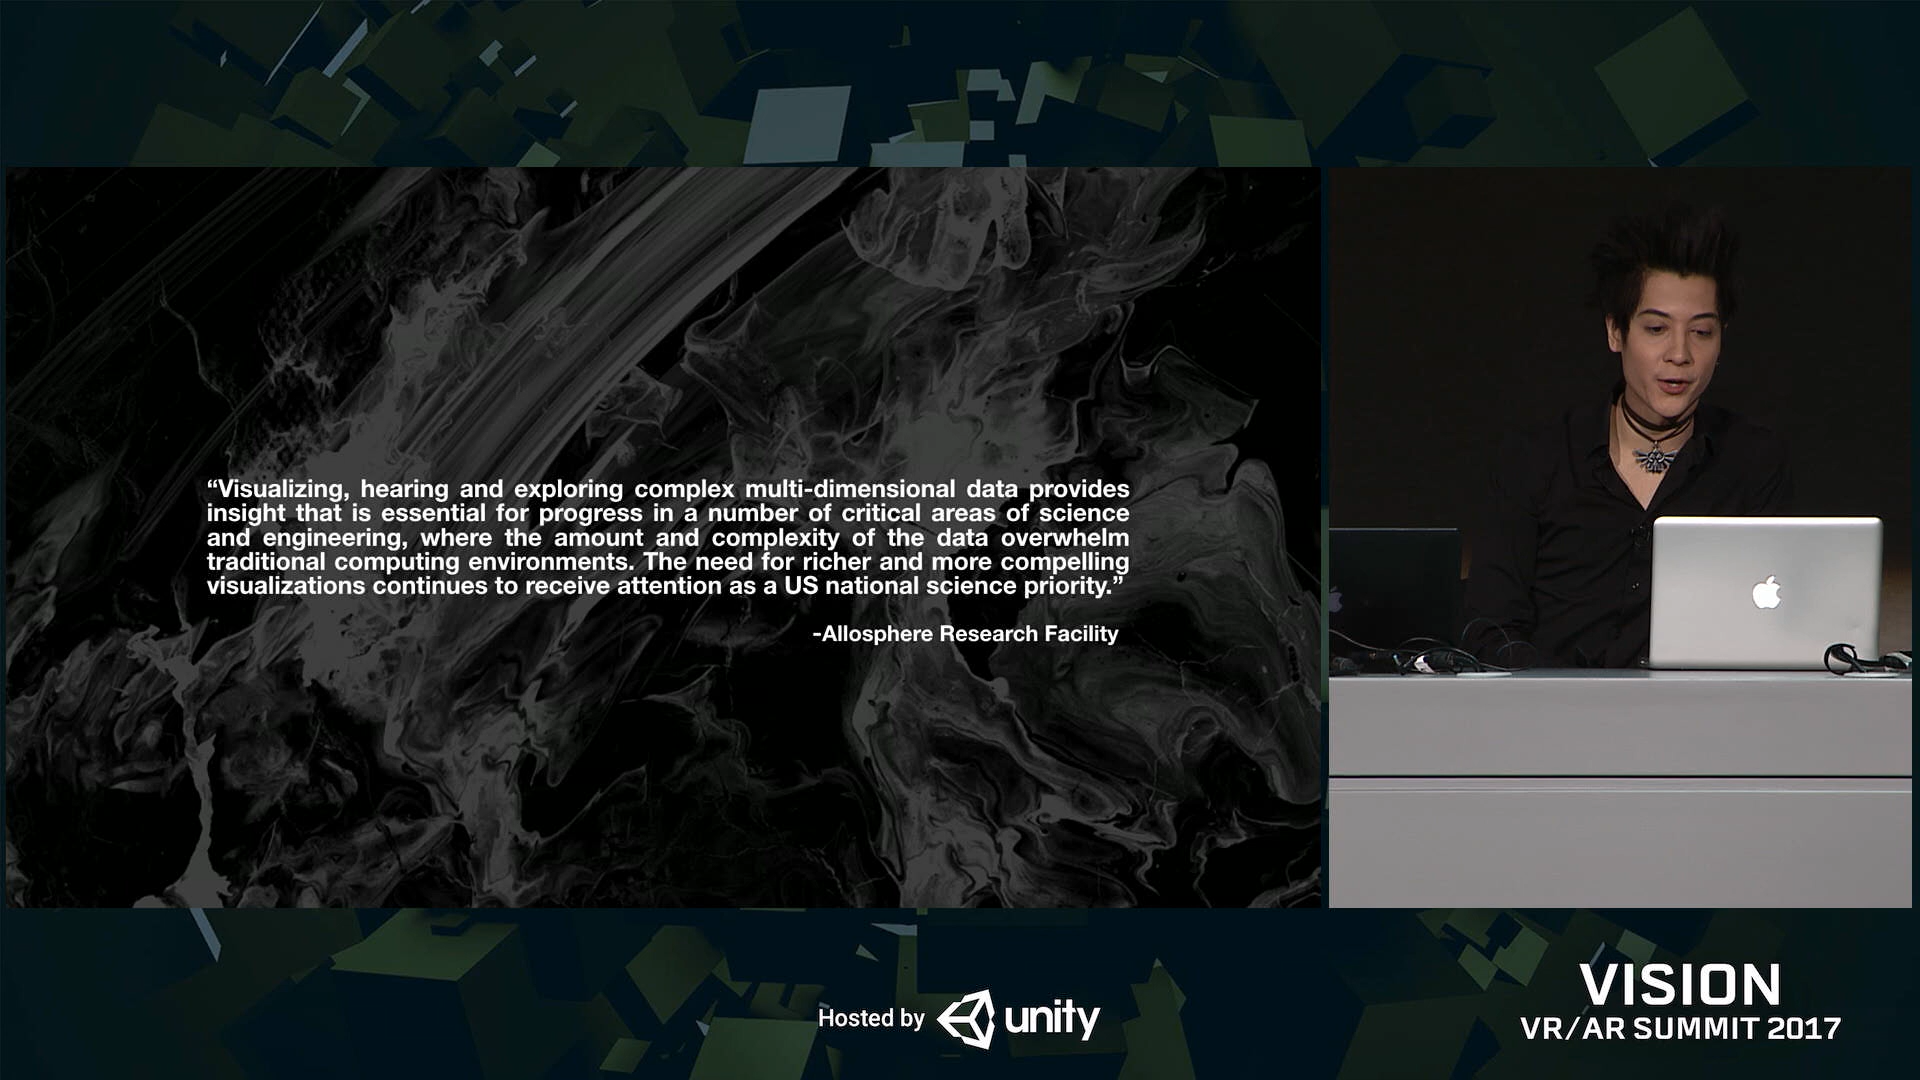 “Visualizing, hearing and exploring complex multi-dimensional data provides
insight that is essential for progress in a number of critical areas of science
and engineering, where the amount and complexity of the data overwhelm
traditional computing environments. The need for richer and more compelling
visualizations continues to receive attention as a US national science priority.”
-Allosphere Research Facility
Hosted by unity
VISION
VR/AR SUMMIT 2017